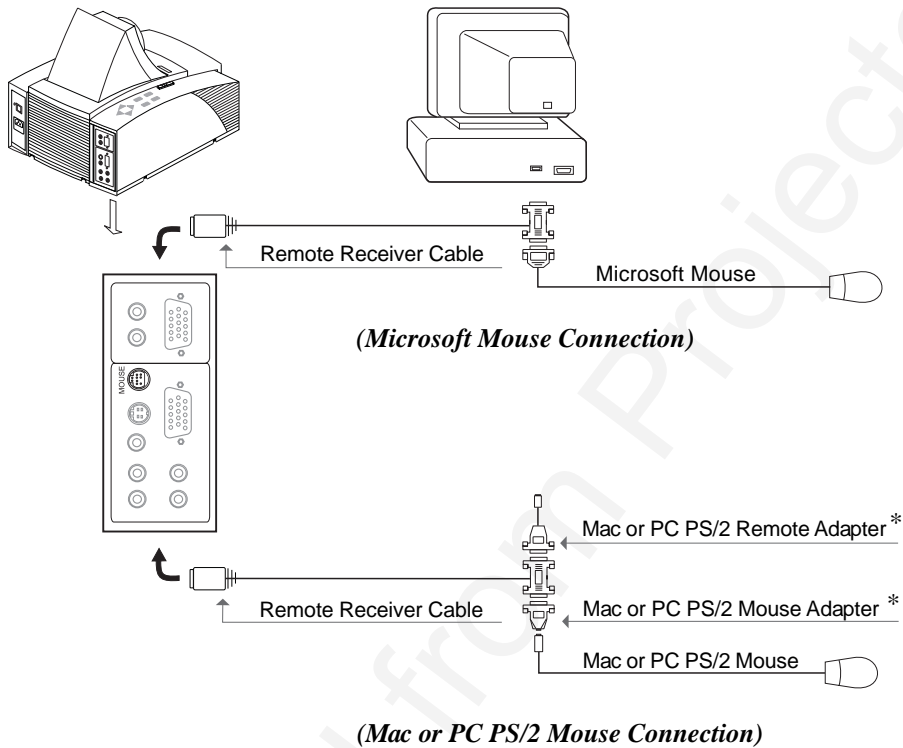 Remote Receiver Cable
Microsoft Mouse
(Microsoft Mouse Connection)
MOUSE
Mac or PC PS/2 Remote Adapter *
Remote Receiver Cable
Mac or PC PS/2 Mouse Adapter *
Mac or PC PS/2 Mouse
(Mac or PC PS/2 Mouse Connection)
from Project